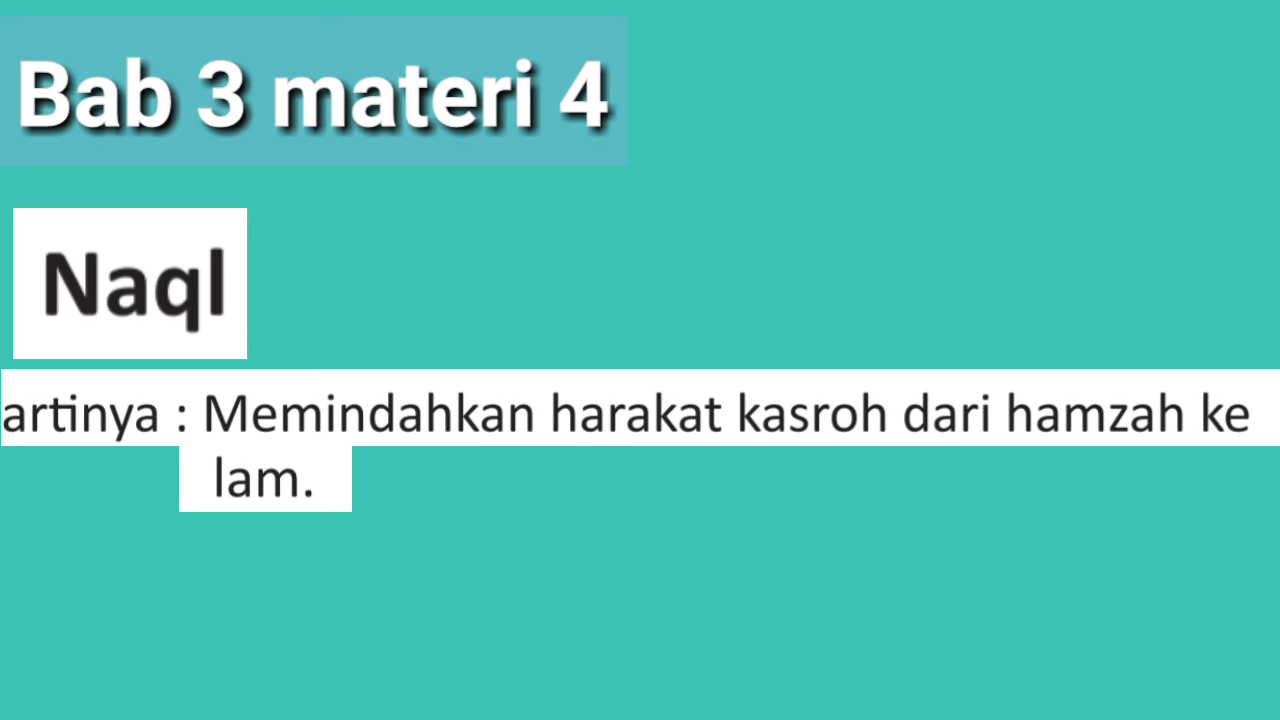 Bab 3 materi 4
Naql
artinya : Memindahkan harakat kasroh dari hamzah ke
lam.